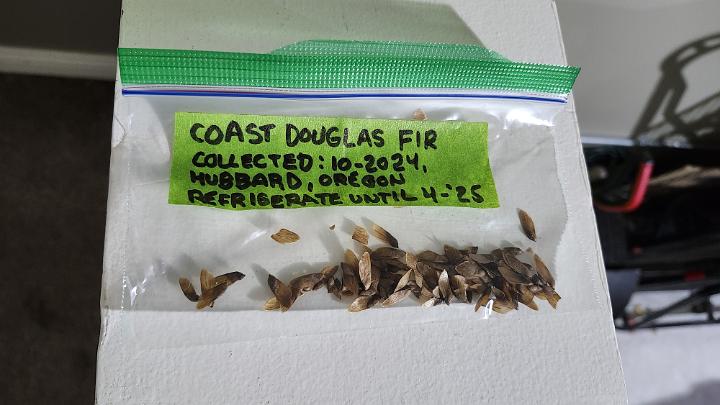 COAST DOUGLAS FIR
COLLECTED: 10-2024,
HUBBARD, OREGON
REFRIGERATE UNTIL 4-'25